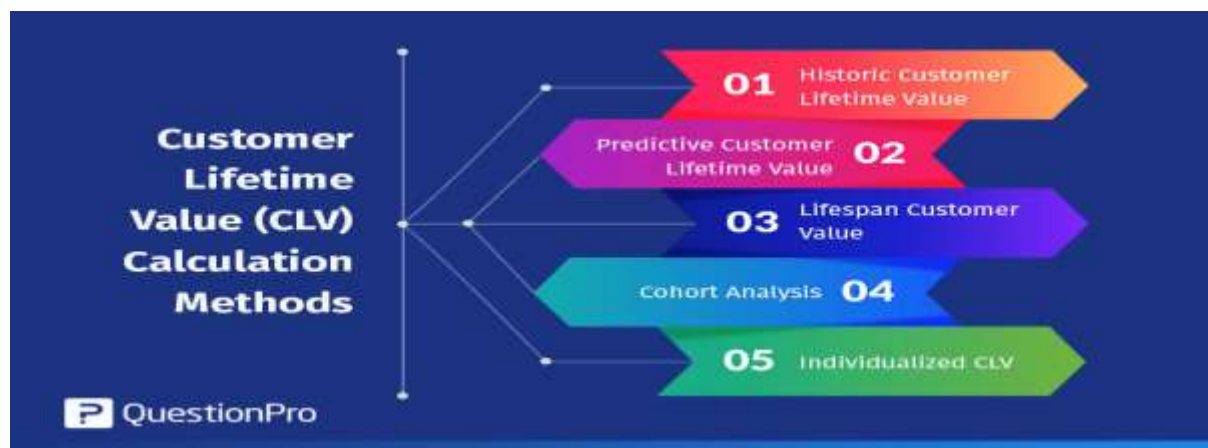 Customer
Lifetime
Value (CLV)
Calculation
Methods
01
Historic Customer
Lifetime Value
Predictive Customer
Lifetime Value
02
03
Lifespan Customer
Value
Cohort Analysis 04
05 Individualized CLV
QuestionPro